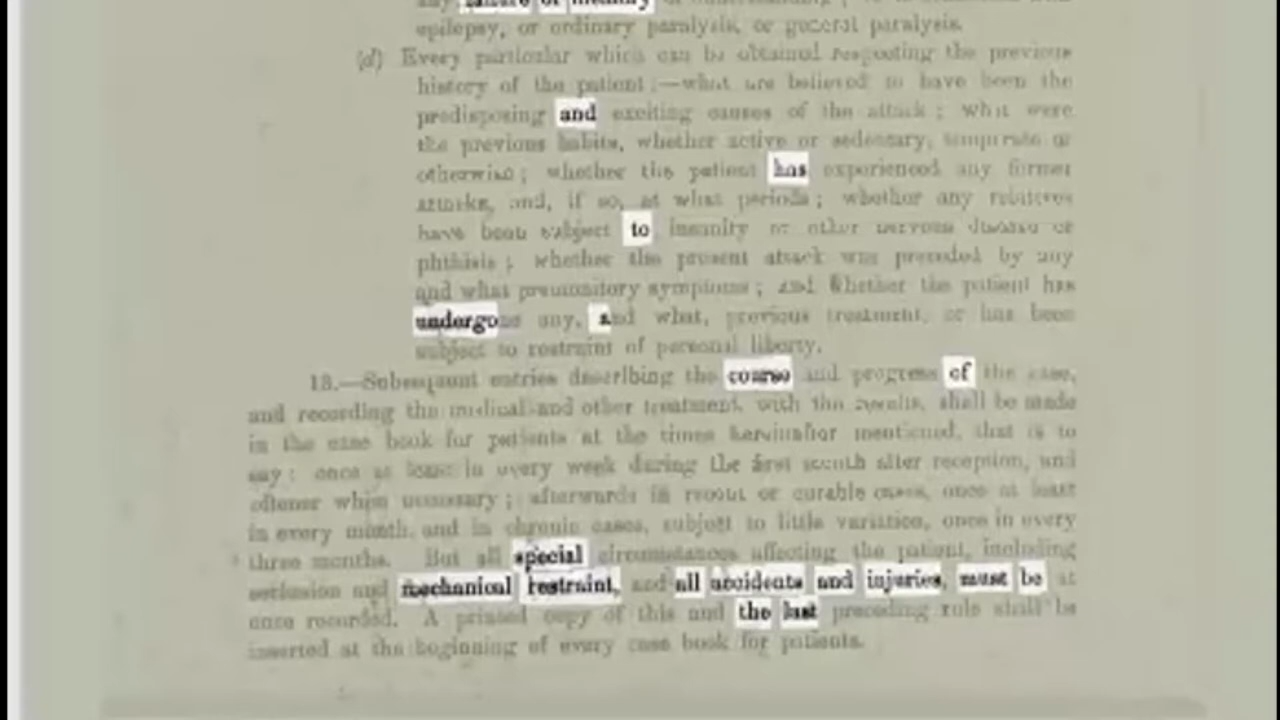 any failure of memory or understanding; or is connected with
epilepsy, or ordinary paralysis, or general paralysis.
(d) Every particular which can be obtained respecting the previous
history of the patient:—what are believed to have been the
predisposing and exciting causes of the attack; what were
the previous habits, whether active or sedentary, temperate or
otherwise; whether the patient has experienced any former
attacks, and, if so, at what periods; whether any relatives
have been subject to insanity or other nervous disease or
phthisis; whether the present attack was preceded by any
and what premonitory symptoms; and whether the patient has
undergone any, and what, previous treatment, or has been
subject to restraint of personal liberty.
13.—Subsequent entries describing the course and progress of the case,
and recording the medical and other treatment, with the results, shall be made
in the case book for patients at the times hereinafter mentioned, that is to
say: once at least in every week during the first month after reception, and
oftener when necessary; afterwards in recent or curable cases, once at least
in every month, and in chronic cases, subject to little variation, once in every
three months. But all special circumstances affecting the patient, including
seclusion and mechanical restraint, and all accidents and injuries, must be at
once recorded. A printed copy of this and the last preceding rule shall be
inserted at the beginning of every case book for patients.